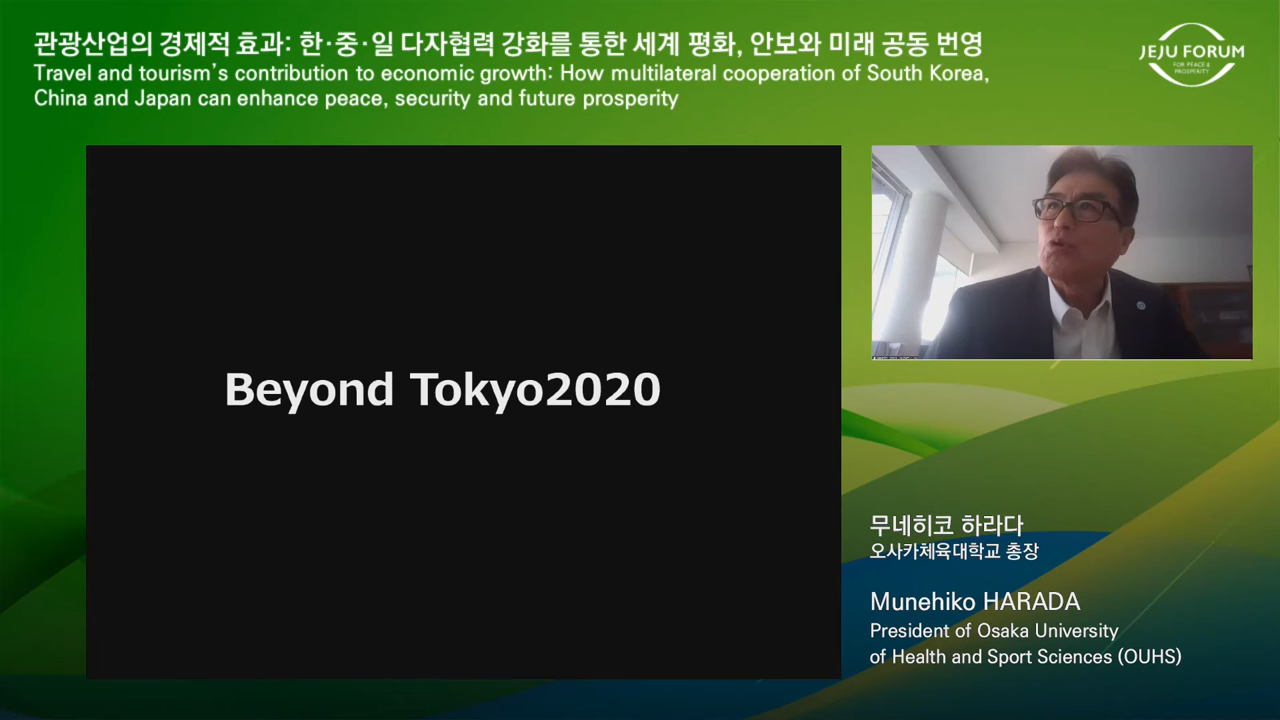 관광산업의 경제적 효과: 한·중·일 다자협력 강화를 통한 세계 평화, 안보와 미래 공동 번영
Travel and tourism's contribution to economic growth: How multilateral cooperation of South Korea,
China and Japan can enhance peace, security and future prosperity
JEJU FORUM
FOR PEACE &
PROSPERITY
Beyond Tokyo2020
무네히코 하라다
오사카체육대학교 총장
Munehiko HARADA
President of Osaka University
of Health and Sport Sciences (OUHS)